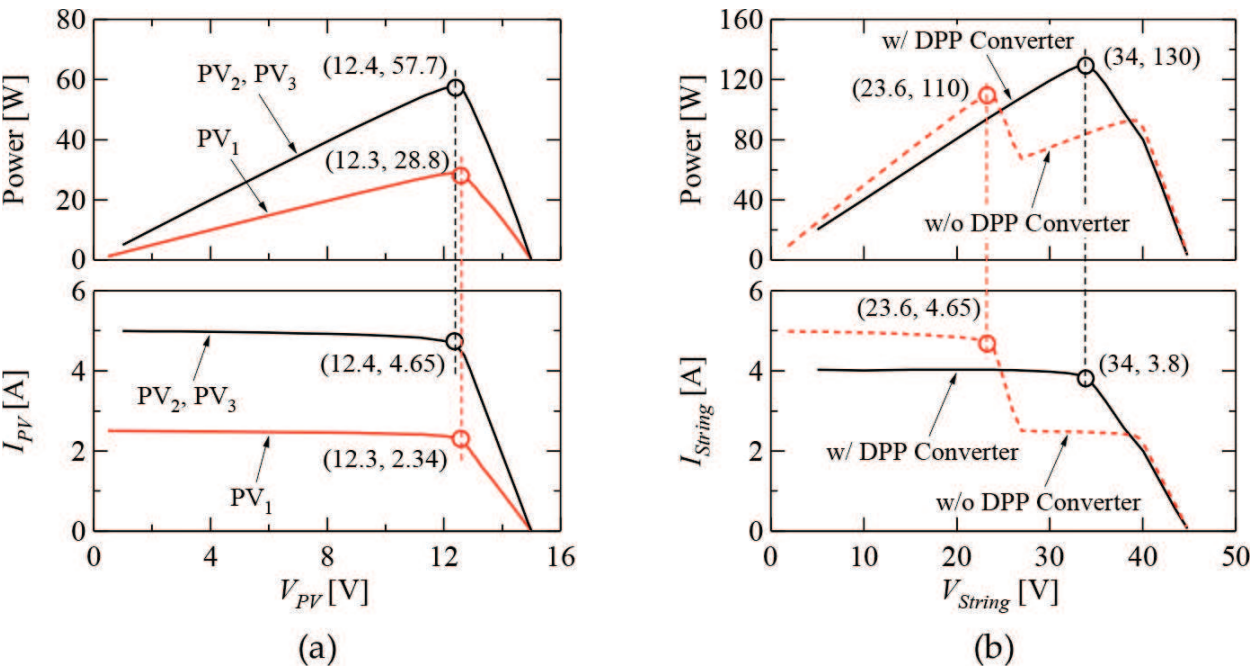 80
60
40
20
0
Power [W]
PV2, PV3
(12.4, 57.7)
PV1
(12.3, 28.8)
6
4
2
0
IPV [A]
(12.4, 4.65)
PV2, PV3
(12.3, 2.34)
PV1
0 4 8 12 16
VPV [V]
(a)
160
120
80
40
0
Power [W]
w/ DPP Converter
(34, 130)
(23.6, 110)
w/o DPP Converter
6
4
2
0
IString [A]
(23.6, 4.65)
(34, 3.8)
w/ DPP Converter
w/o DPP Converter
0 10 20 30 40 50
VString [V]
(b)